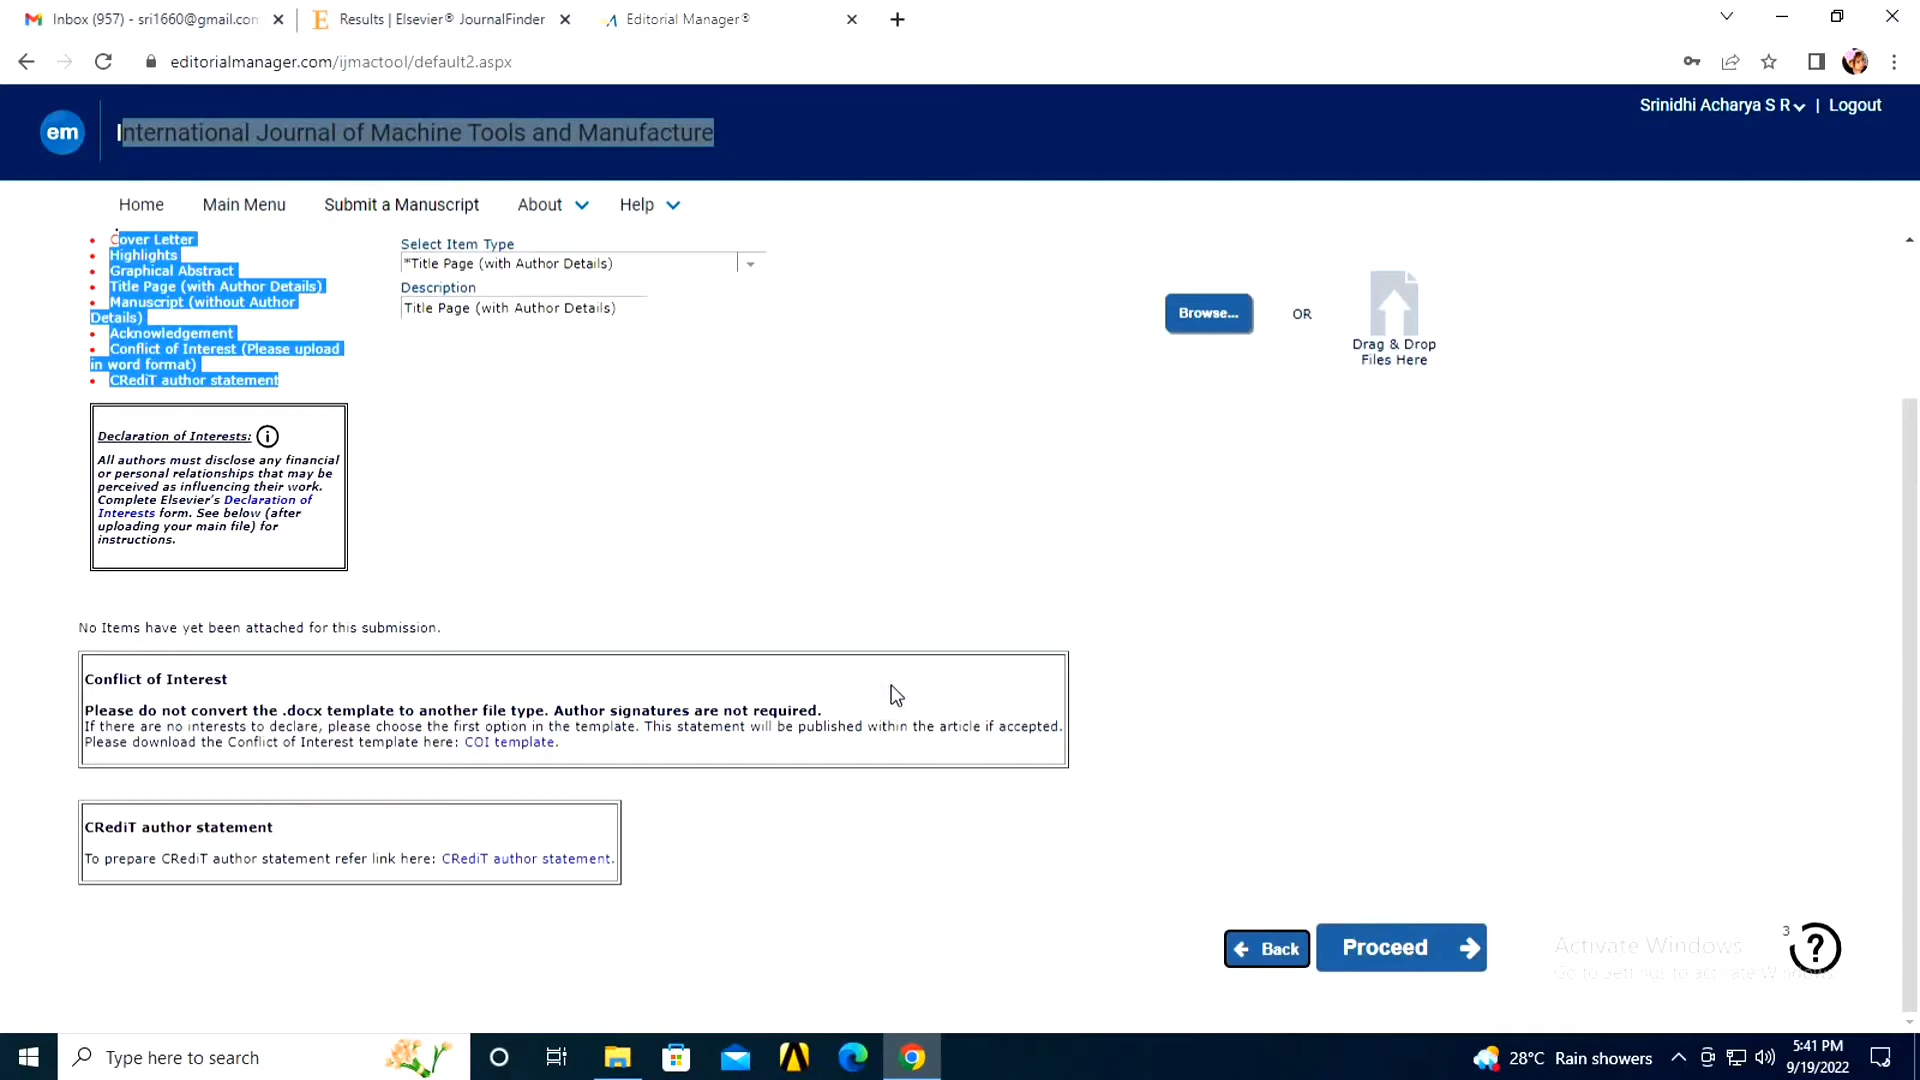 Inbox (957) - sri1660@gmail.com
Results | Elsevier® JournalFinder
Editorial Manager®
editorialmanager.com/ijmactool/default2.aspx
Srinidhi Acharya S R | Logout
em
International Journal of Machine Tools and Manufacture
Home
Main Menu
Submit a Manuscript
About
Help
Cover Letter
Highlights
Graphical Abstract
Title Page (with Author Details)
Manuscript (without Author
Details)
Acknowledgement
Conflict of Interest (Please upload
in word format)
CRediT author statement
Select Item Type
*Title Page (with Author Details)
Description
Title Page (with Author Details)
Browse...
OR
Drag & Drop
Files Here
Declaration of Interests:
All authors must disclose any financial
or personal relationships that may be
perceived as influencing their work.
Complete Elsevier's Declaration of
Interests form. See below (after
uploading your main file) for
instructions.
No Items have yet been attached for this submission.
Conflict of Interest
Please do not convert the .docx template to another file type. Author signatures are not required.
If there are no interests to declare, please choose the first option in the template. This statement will be published within the article if accepted.
Please download the Conflict of Interest template here: COI template.
CRediT author statement
To prepare CRediT author statement refer link here: CRediT author statement.
Back
Proceed
Activate Windows
Go to Settings to activate Windows.
3
?
Type here to search
28°C Rain showers
5:41 PM
9/19/2022